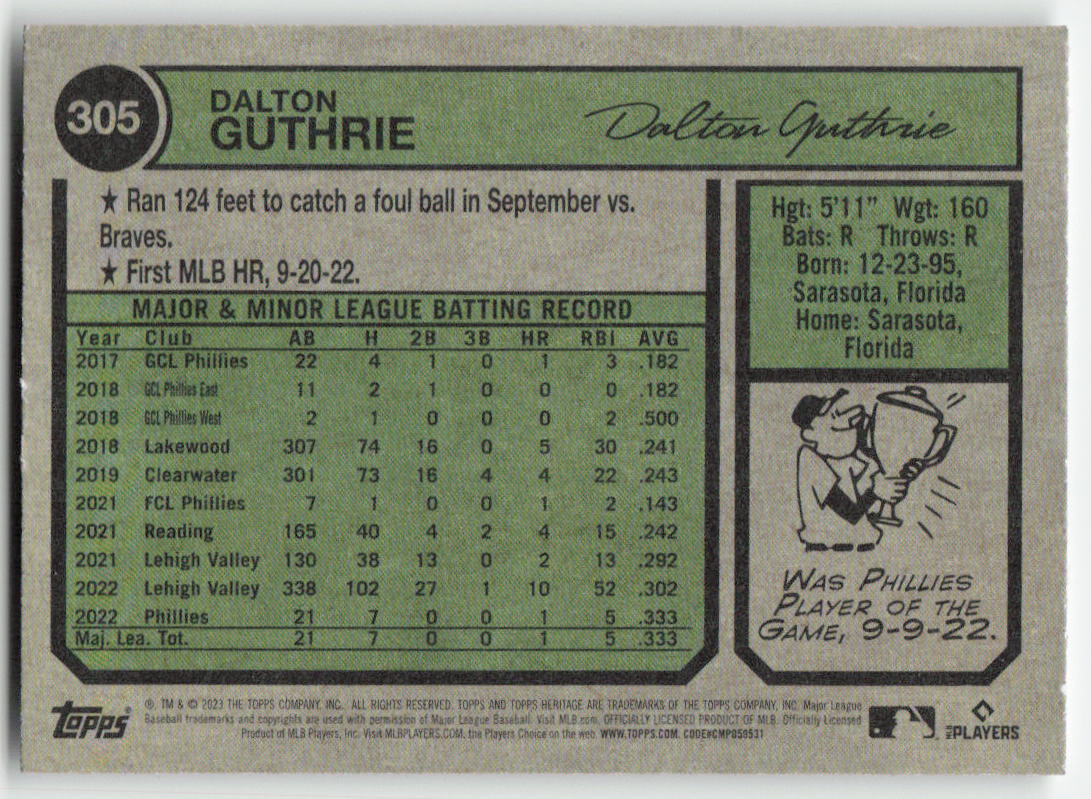 305
DALTON
GUTHRIE
Dalton Guthrie
★ Ran 124 feet to catch a foul ball in September vs.
Braves.
★ First MLB HR, 9-20-22.
MAJOR & MINOR LEAGUE BATTING RECORD
Year Club AB H 2B 3B HR RBI AVG
2017 GCL Phillies 22 4 1 0 1 3 .182
2018 GCL Phillies East 11 2 1 0 0 0 .182
2018 GCL Phillies West 2 1 0 0 0 2 .500
2018 Lakewood 307 74 16 0 5 30 .241
2019 Clearwater 301 73 16 4 4 22 .243
2021 FCL Phillies 7 1 0 0 1 2 .143
2021 Reading 165 40 4 2 4 15 .242
2021 Lehigh Valley 130 38 13 0 2 13 .292
2022 Lehigh Valley 338 102 27 1 10 52 .302
2022 Phillies 21 7 0 0 1 5 .333
Maj. Lea. Tot. 21 7 0 0 1 5 .333
Hgt: 5'11" Wgt: 160
Bats: R Throws: R
Born: 12-23-95,
Sarasota, Florida
Home: Sarasota,
Florida
WAS PHILLIES
PLAYER OF THE
GAME, 9-9-22.
Topps
®, TM & © 2023 THE TOPPS COMPANY, INC. ALL RIGHTS RESERVED. TOPPS AND TOPPS HERITAGE ARE TRADEMARKS OF THE TOPPS COMPANY, INC. Major League
Baseball trademarks and copyrights are used with permission of Major League Baseball. Visit MLB.com. OFFICIALLY LICENSED PRODUCT OF MLB. Officially Licensed
Product of MLB Players, Inc. Visit MLBPLAYERS.COM, the Players Choice on the web. WWW.TOPPS.COM. CODE#CMP059531
MLB PLAYERS